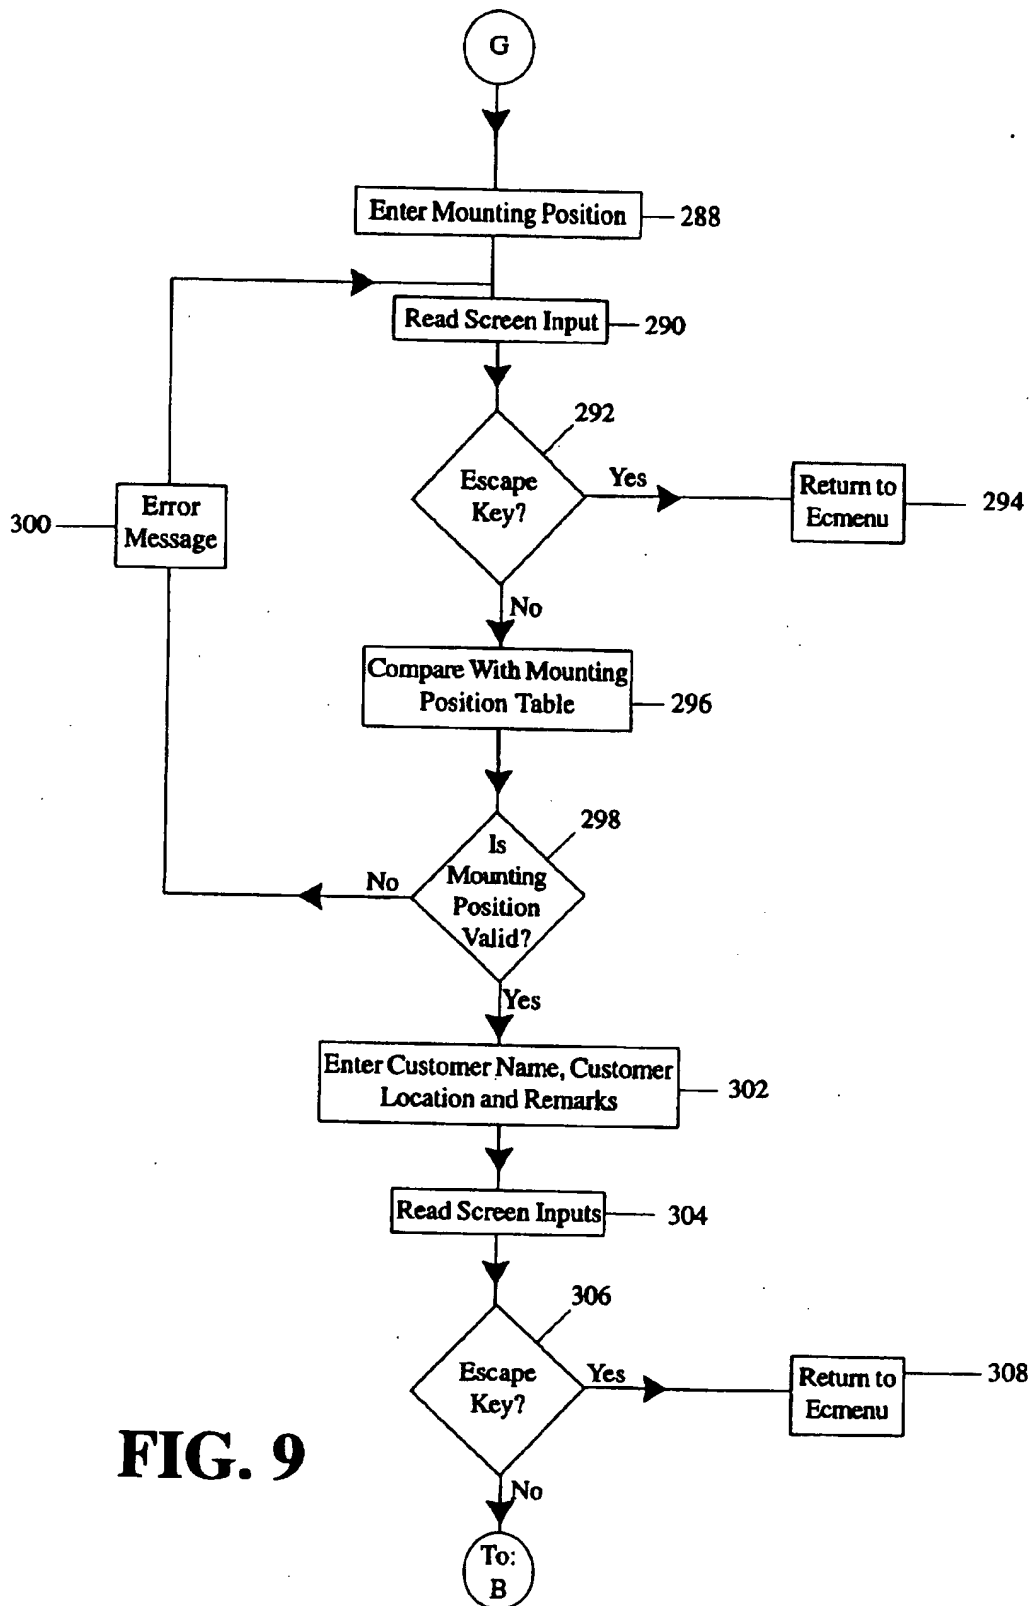 G
Enter Mounting Position
288
Read Screen Input
290
292
Escape
Key?
Yes
Return to
Ecmenu
294
300
Error
Message
No
Compare With Mounting
Position Table
296
298
Is
Mounting
Position
Valid?
No
Yes
Enter Customer Name, Customer
Location and Remarks
302
Read Screen Inputs
304
306
Escape
Key?
Yes
Return to
Ecmenu
308
FIG. 9
No
To:
B